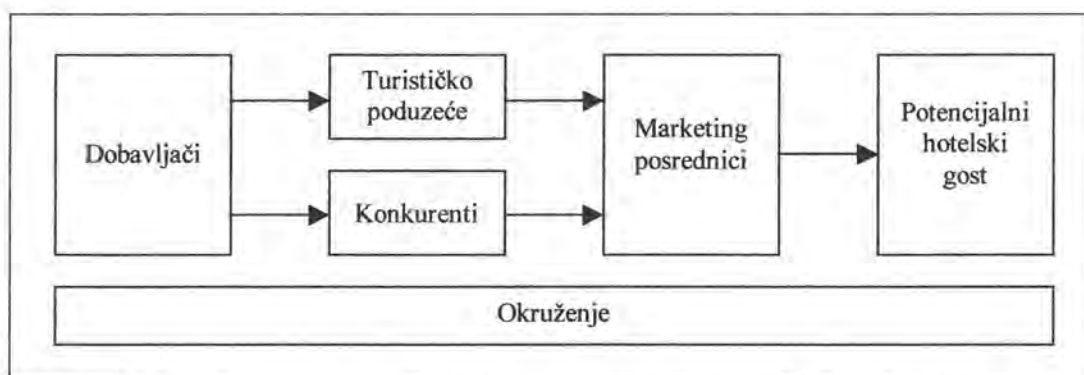 Dobavljači
Turističko
poduzeće
Konkurenti
Marketing
posrednici
Potencijalni
hotelski
gost
Okruženje